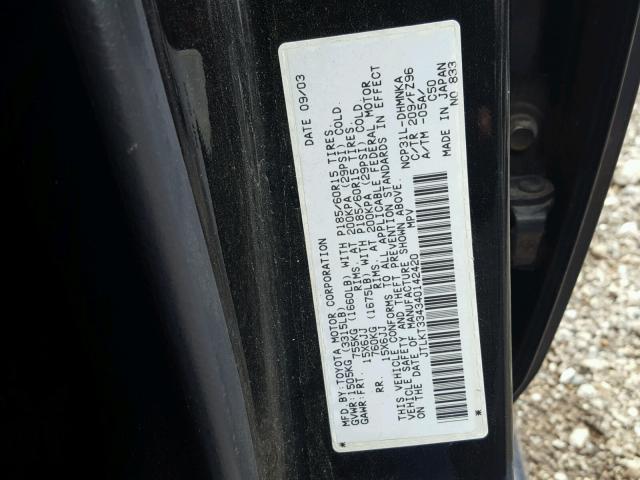 MFD.BY:TOYOTA MOTOR CORPORATION DATE 09/03
GVWR:1505KG (3315LB)
GAWR:FRT. 755KG (1660LB) WITH P185/60R15 TIRES.
15X6JJ RIMS. AT 200KPA (29PSI) COLD.
RR. 760KG (1675LB) WITH P185/60R15 TIRES
15X6JJ RIMS. AT 200KPA (29PSI) COLD
THIS VEHICLE CONFORMS TO ALL APPLICABLE FEDERAL MOTOR
VEHICLE SAFETY AND THEFT PREVENTION STANDARDS IN EFFECT
ON THE DATE OF MANUFACTURE SHOWN ABOVE.
JTLKT334340142420 MPV
NCP31L-DHMNKA
C/TR 209/FZ96
A/TM -05A/
C50
MADE IN JAPAN
NO 833